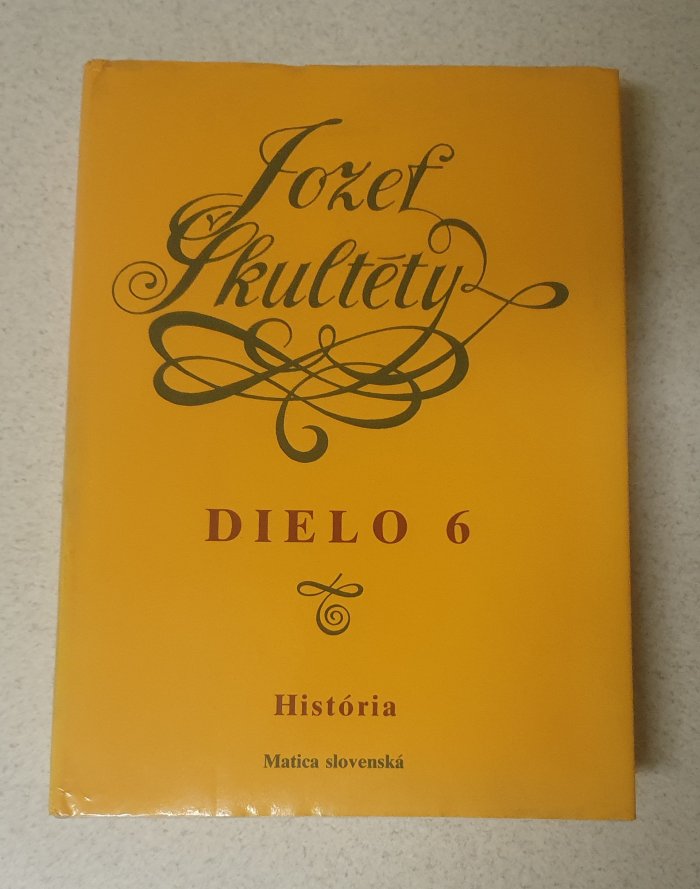 Jozef
Škultéty
DIELO 6
História
Matica slovenská